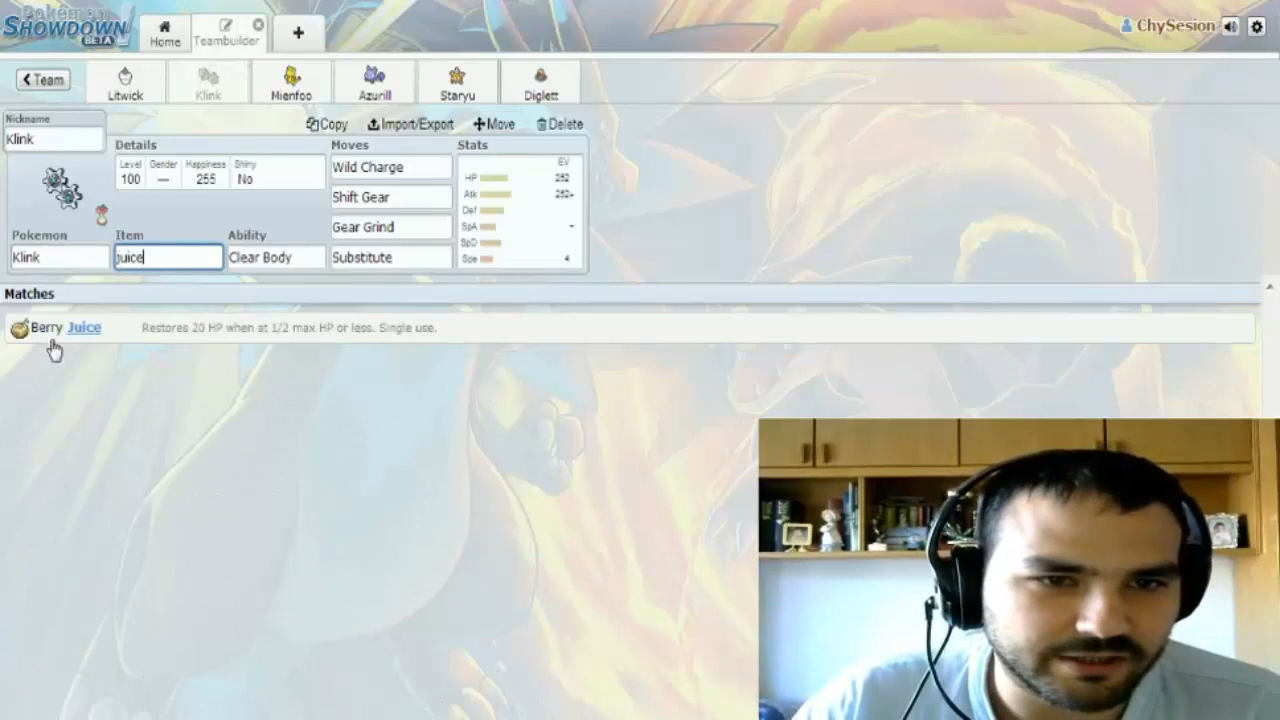 Pokémon
SHOWDOWN!
BETA
Home
Teambuilder
+
ChySesion
Team
Litwick
Klink
Mienfoo
Azurill
Staryu
Diglett
Nickname
Klink
Copy
Import/Export
Move
Delete
Details
Moves
Stats
Level
Gender
Happiness
Shiny
100
—
255
No
Wild Charge
Shift Gear
Gear Grind
Substitute
EV
HP 252
Atk 252+
Def
SpA -
SpD
Spe 4
Pokemon
Item
Ability
Klink
juice
Clear Body
Matches
Berry Juice
Restores 20 HP when at 1/2 max HP or less. Single use.